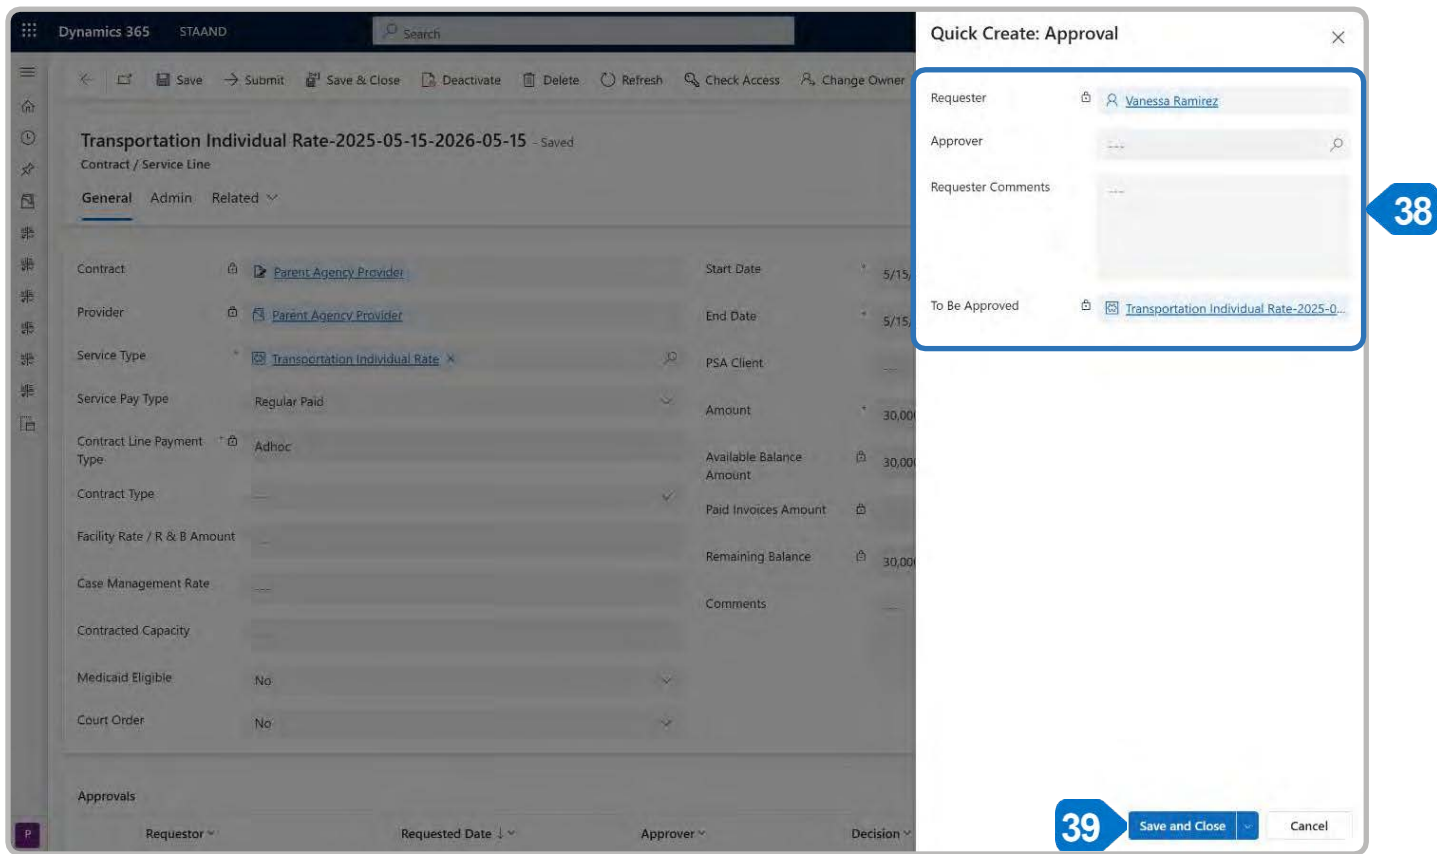 Dynamics 365 STAAND Search
Save Submit Save & Close Deactivate Delete Refresh Check Access Change Owner
Transportation Individual Rate-2025-05-15-2026-05-15 - Saved
Contract / Service Line
General Admin Related
Contract Parent Agency Provider
Provider Parent Agency Provider
Service Type * Transportation Individual Rate ×
Service Pay Type Regular Paid
Contract Line Payment * Adhoc
Type
Contract Type ---
Facility Rate / R & B Amount ---
Case Management Rate ---
Contracted Capacity ---
Medicaid Eligible No
Court Order No
Start Date * 5/15/
End Date * 5/15/
PSA Client ---
Amount * 30,000
Available Balance 30,000
Amount
Paid Invoices Amount
Remaining Balance 30,000
Comments ---
Approvals
Requestor Requested Date ↓ Approver Decision
P
Quick Create: Approval
Requester Vanessa Ramirez
Approver ---
Requester Comments ---
To Be Approved Transportation Individual Rate-2025-0...
38
39
Save and Close Cancel